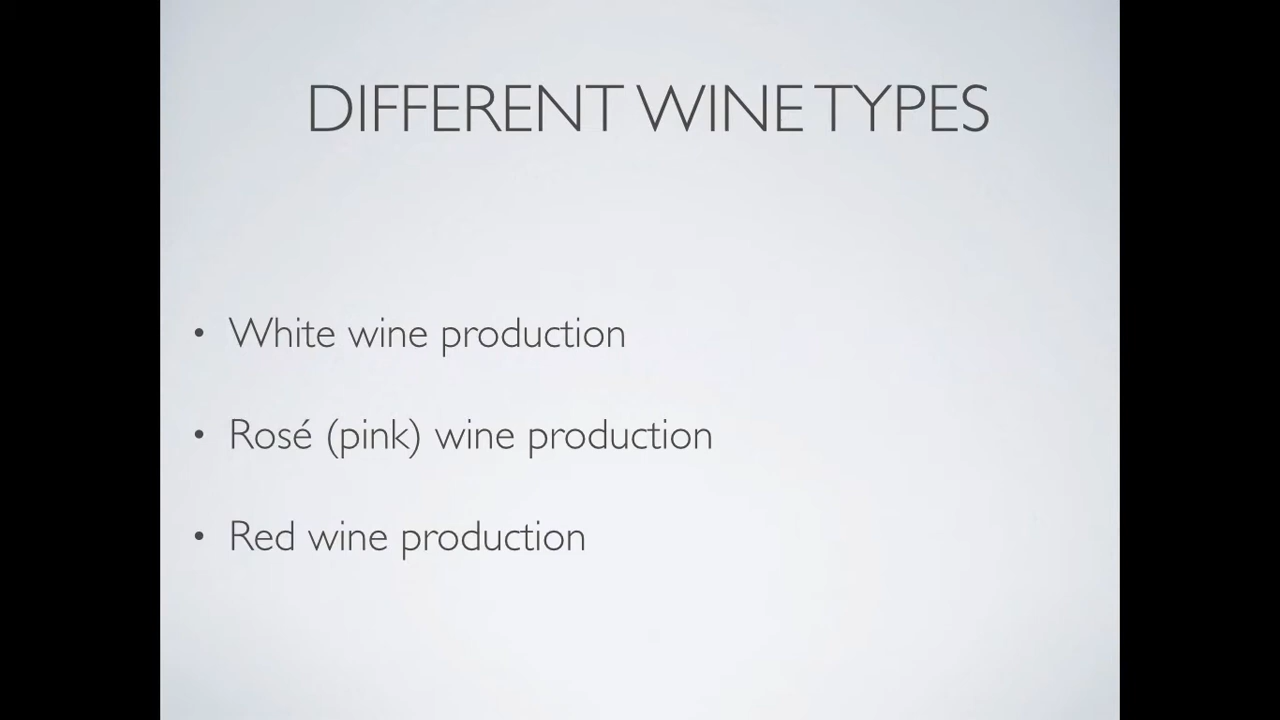 DIFFERENT WINE TYPES
• White wine production
• Rosé (pink) wine production
• Red wine production